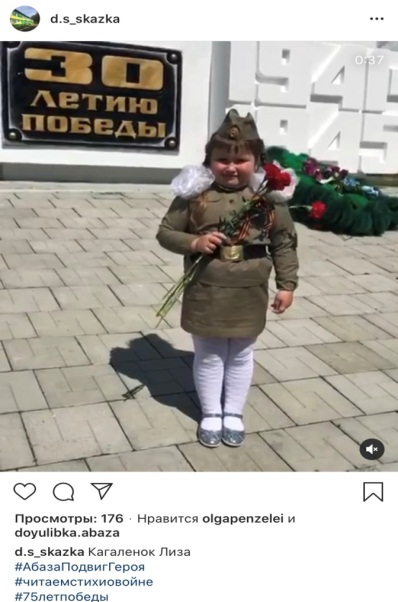 d.s_skazka
30
ЛЕТИЮ
ПОБЕДЫ
1945
1945
0:37
Просмотры: 176 · Нравится olgapenzelei и
doyulibka.abaza
d.s_skazka Кагаленок Лиза
#АбазаПодвигГероя
#читаемстихиовойне
#75летпобеды